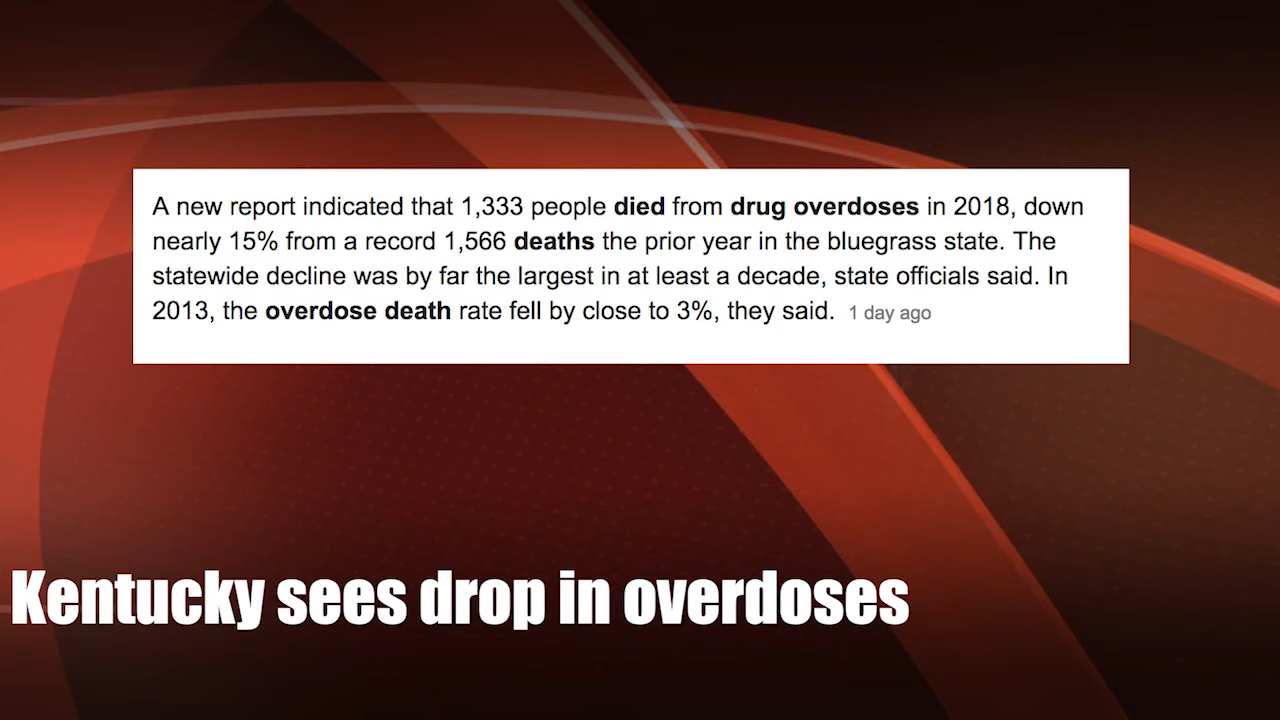 A new report indicated that 1,333 people died from drug overdoses in 2018, down
nearly 15% from a record 1,566 deaths the prior year in the bluegrass state. The
statewide decline was by far the largest in at least a decade, state officials said. In
2013, the overdose death rate fell by close to 3%, they said. 1 day ago
Kentucky sees drop in overdoses